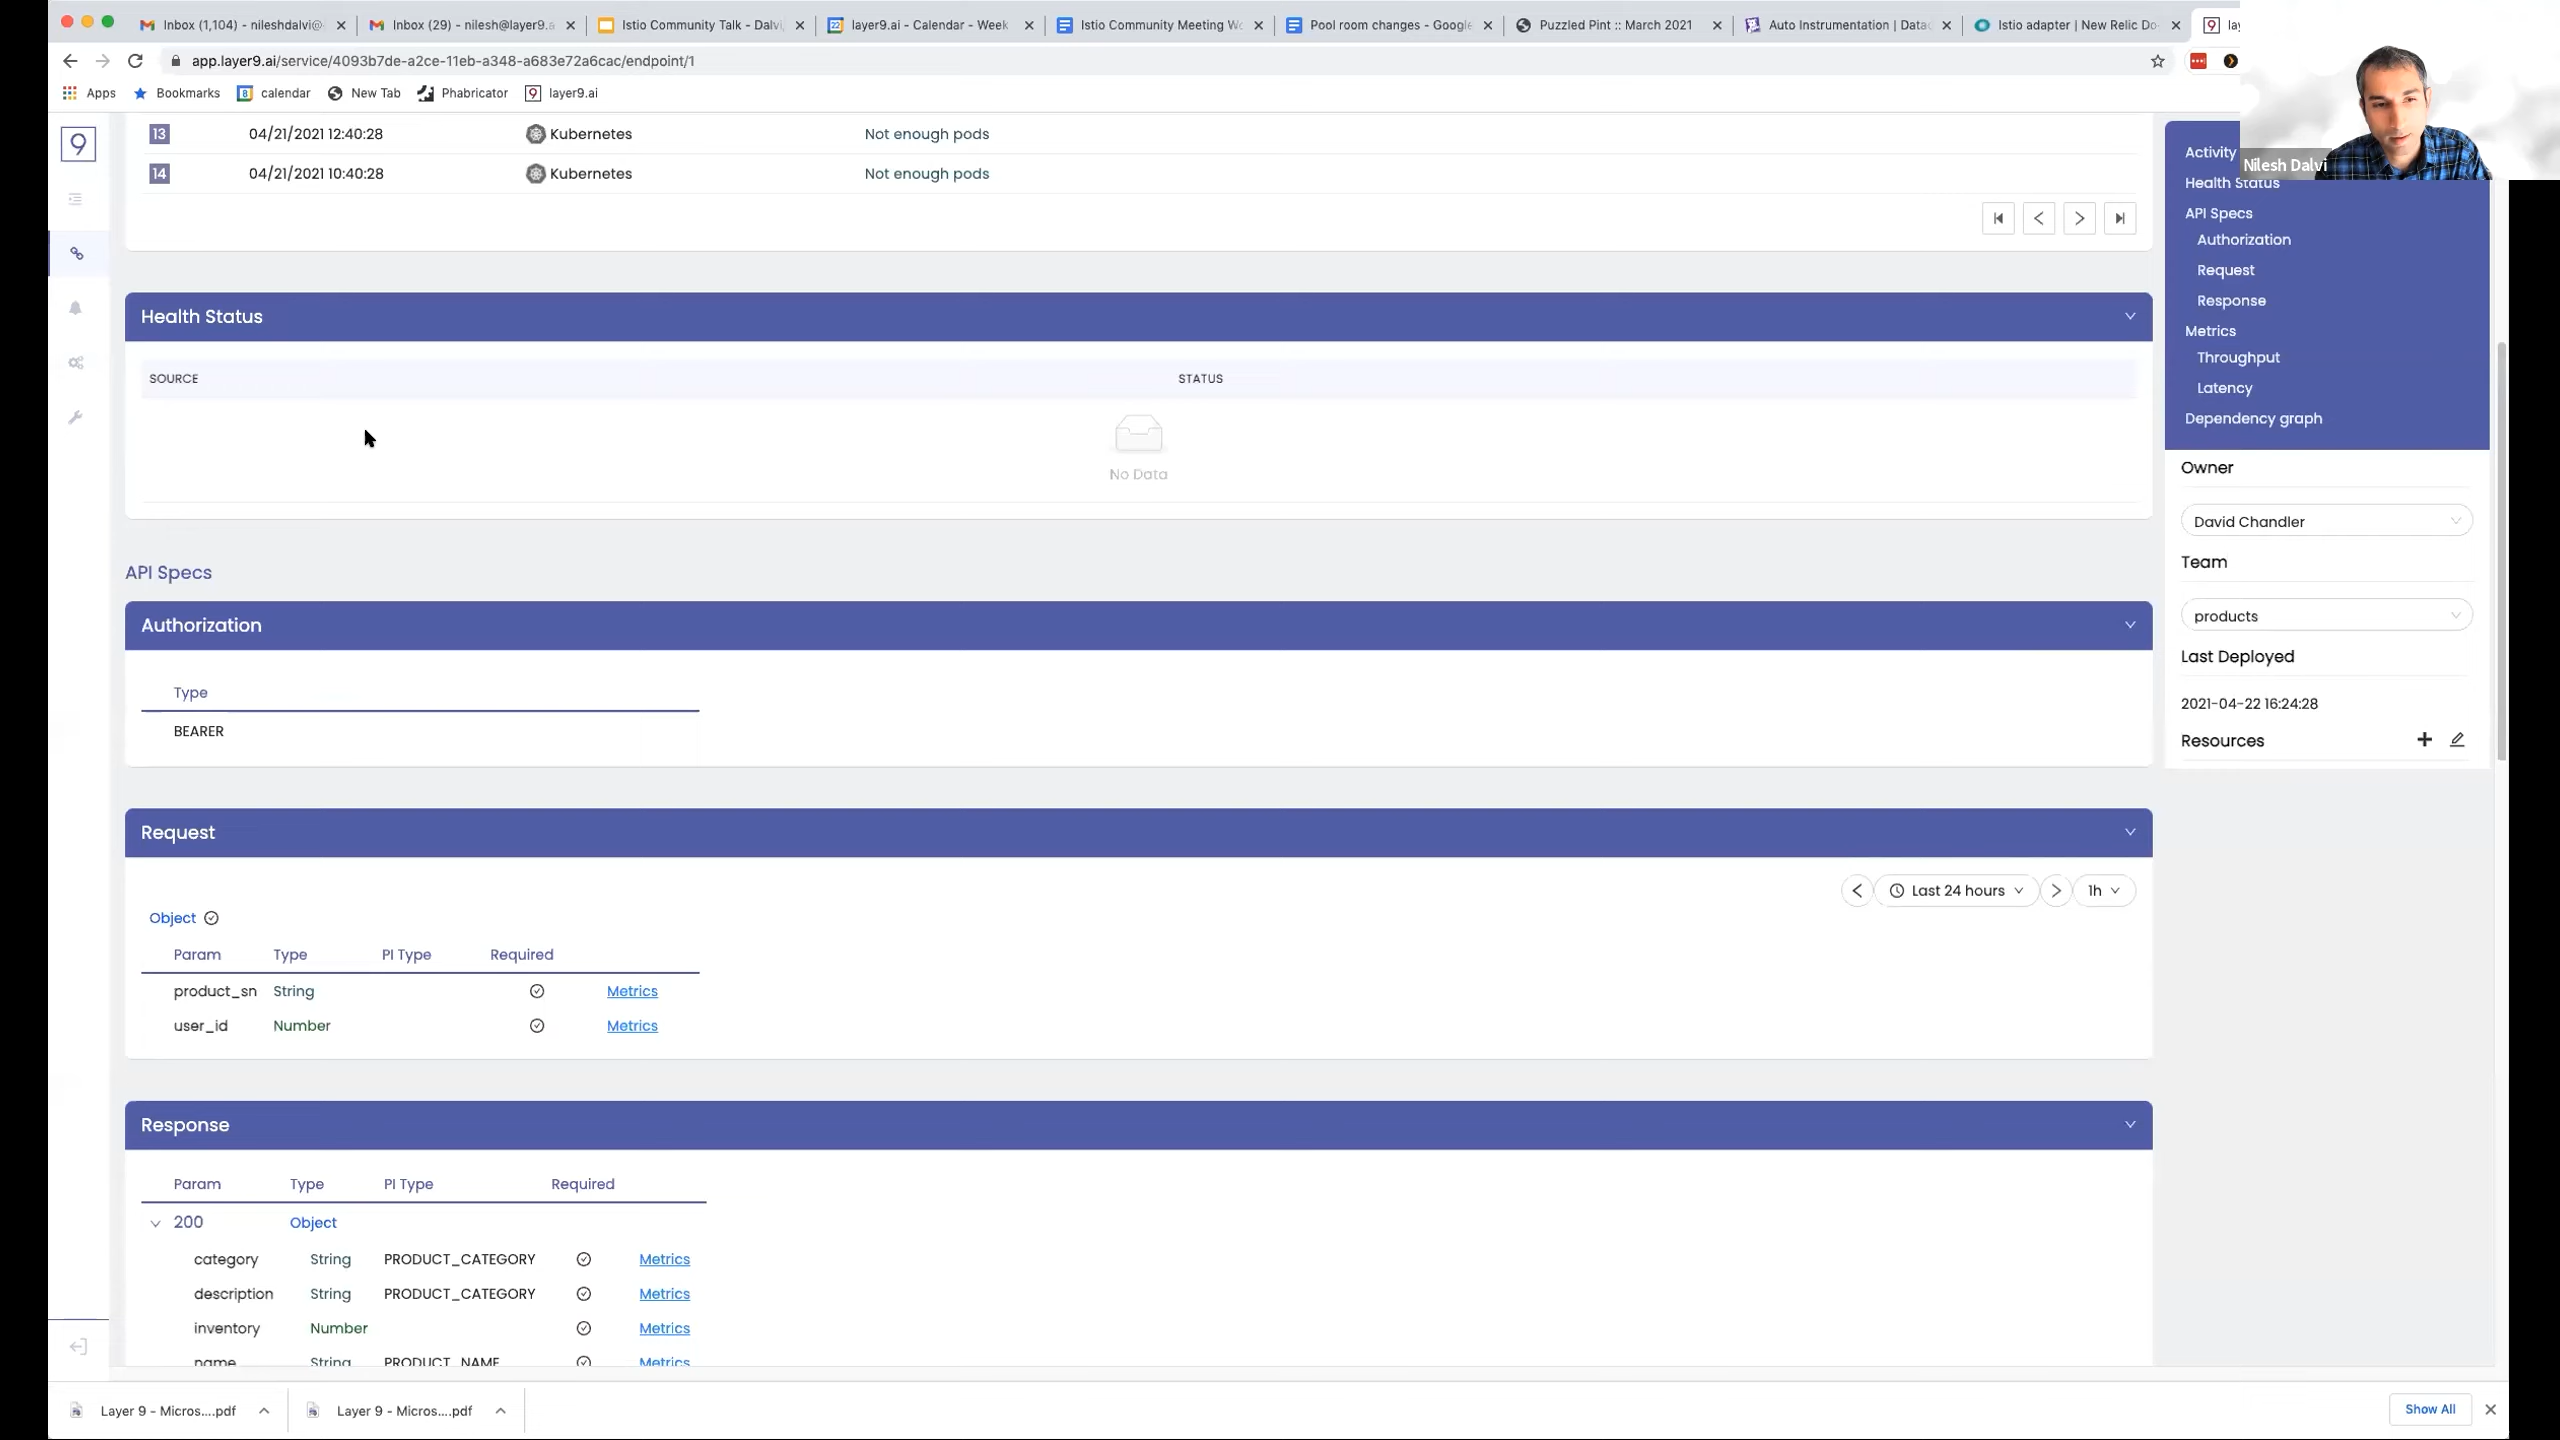 Inbox (1,104) - nileshdalvi@
Inbox (29) - nilesh@layer9.a
Istio Community Talk - Dalvi,
layer9.ai - Calendar - Week
Istio Community Meeting Wo
Pool room changes - Google
Puzzled Pint :: March 2021
Auto Instrumentation | Datad
Istio adapter | New Relic Do
lay
app.layer9.ai/service/4093b7de-a2ce-11eb-a348-a683e72a6cac/endpoint/1
Apps Bookmarks calendar New Tab Phabricator layer9.ai
Nilesh Dalvi
13 04/21/2021 12:40:28 Kubernetes Not enough pods
14 04/21/2021 10:40:28 Kubernetes Not enough pods
Health Status
SOURCE STATUS
No Data
API Specs
Authorization
Type
BEARER
Request
Last 24 hours 1h
Object
Param Type PI Type Required
product_sn String Metrics
user_id Number Metrics
Response
Param Type PI Type Required
200 Object
category String PRODUCT_CATEGORY Metrics
description String PRODUCT_CATEGORY Metrics
inventory Number Metrics
name String PRODUCT_NAME Metrics
Activity
Health Status
API Specs
Authorization
Request
Response
Metrics
Throughput
Latency
Dependency graph
Owner
David Chandler
Team
products
Last Deployed
2021-04-22 16:24:28
Resources
Layer 9 - Micros....pdf
Layer 9 - Micros....pdf
Show All